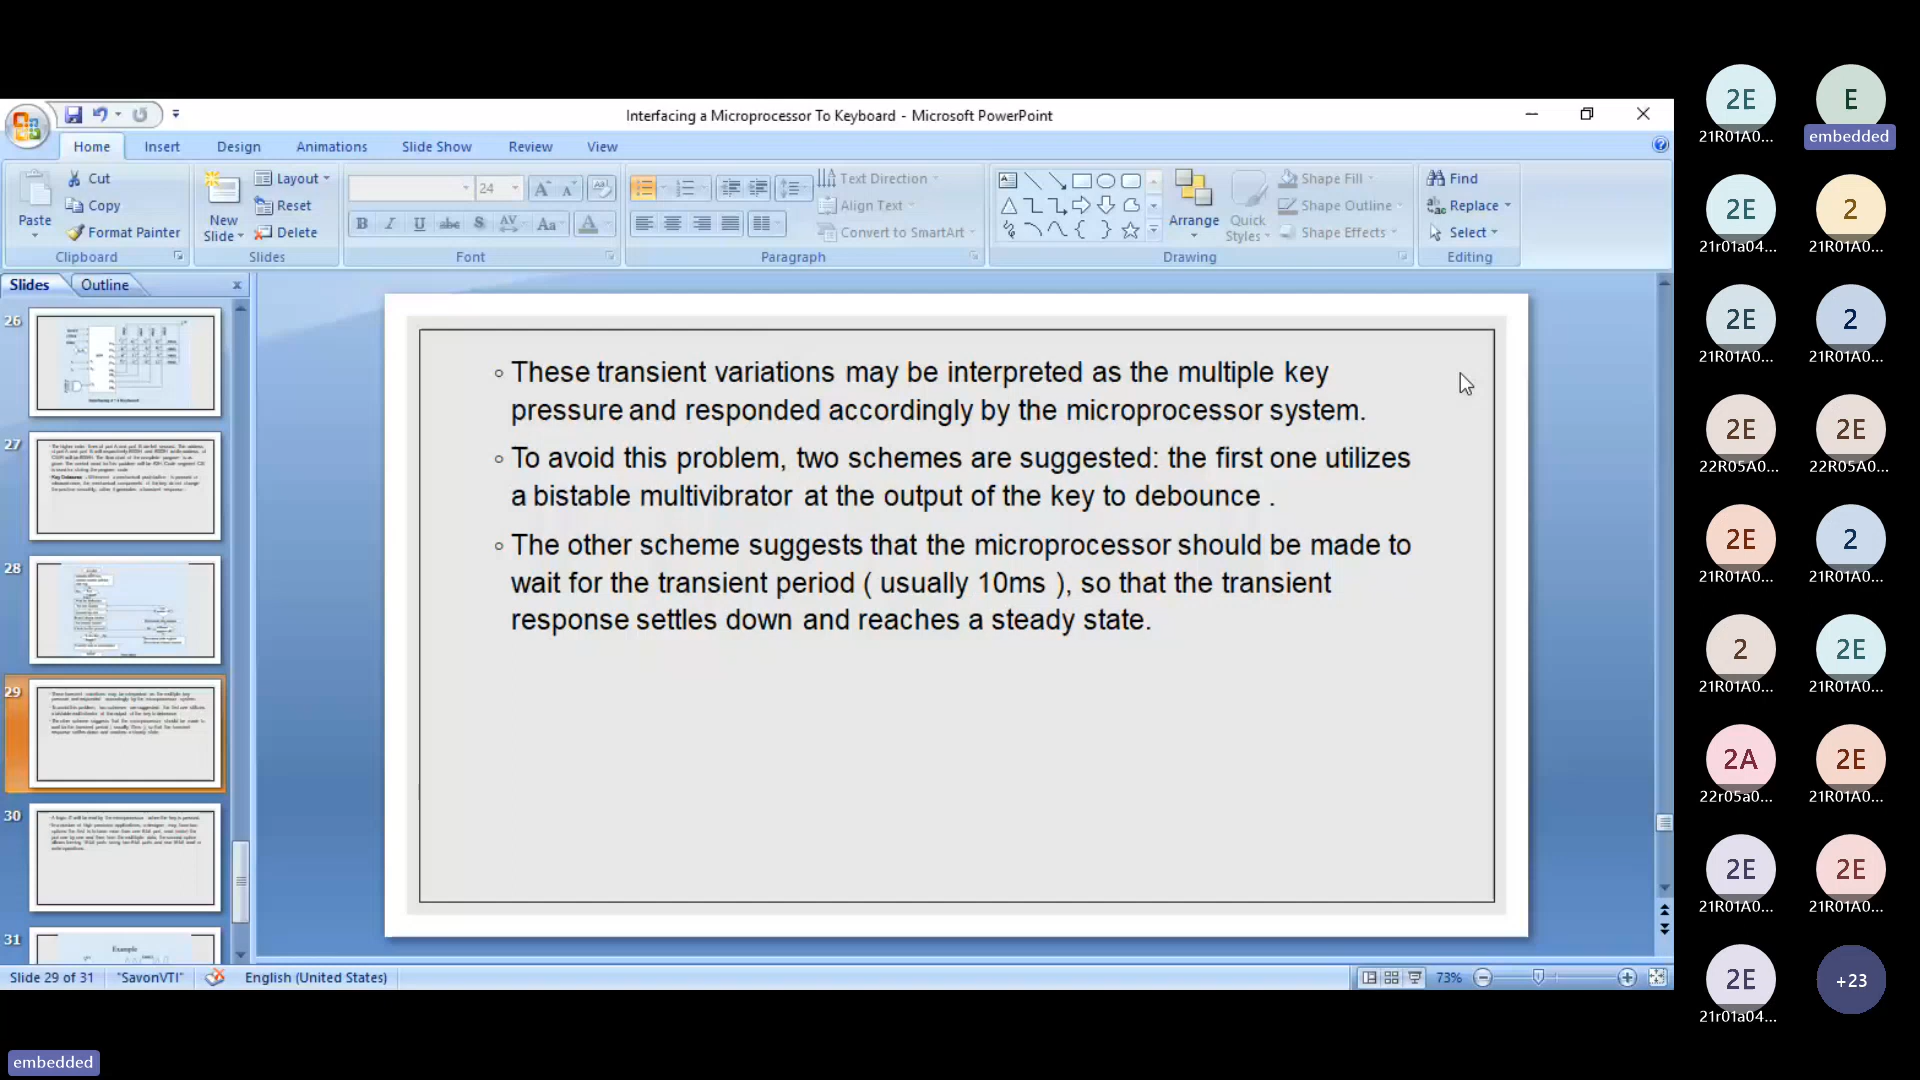 Interfacing a Microprocessor To Keyboard - Microsoft PowerPoint
Home Insert Design Animations Slide Show Review View
Paste
Cut
Copy
Format Painter
Clipboard
New
Slide
Layout
Reset
Delete
Slides
24
Font
Text Direction
Align Text
Convert to SmartArt
Paragraph
Arrange
Quick
Styles
Shape Fill
Shape Outline
Shape Effects
Drawing
Find
Replace
Select
Editing
Slides Outline
26
27
28
29
30
31
Example
These transient variations may be interpreted as the multiple key
pressure and responded accordingly by the microprocessor system.
To avoid this problem, two schemes are suggested: the first one utilizes
a bistable multivibrator at the output of the key to debounce .
The other scheme suggests that the microprocessor should be made to
wait for the transient period ( usually 10ms ), so that the transient
response settles down and reaches a steady state.
Slide 29 of 31 "SavonVTI" English (United States) 73%
2E E
21R01A0... embedded
2E 2
21r01a04... 21R01A0...
2E 2
21R01A0... 21R01A0...
2E 2E
22R05A0... 22R05A0...
2E 2
21R01A0... 21R01A0...
2 2E
21R01A0... 21R01A0...
2A 2E
22r05a0... 21R01A0...
2E 2E
21R01A0... 21R01A0...
2E +23
21r01a04...
embedded